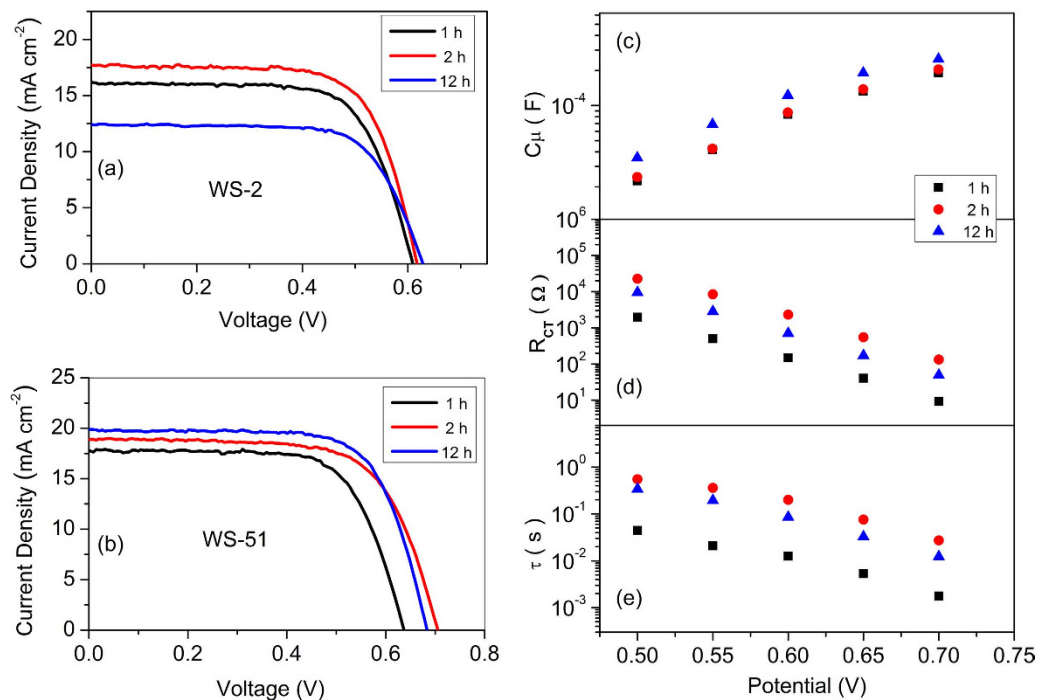 20
15
10
5
0
Current Density (mA cm⁻²)
1 h
2 h
12 h
(a)
WS-2
0.0 0.2 0.4 0.6
Voltage (V)
25
20
15
10
5
0
Current Density (mA cm⁻²)
1 h
2 h
12 h
(b)
WS-51
0.0 0.2 0.4 0.6 0.8
Voltage (V)
(c)
10⁻⁴
Cμ ( F )
1 h
2 h
12 h
10⁶
10⁵
10⁴
10³
10²
10¹
R_CT ( Ω )
(d)
10⁰
10⁻¹
10⁻²
10⁻³
τ ( s )
(e)
0.50 0.55 0.60 0.65 0.70 0.75
Potential (V)